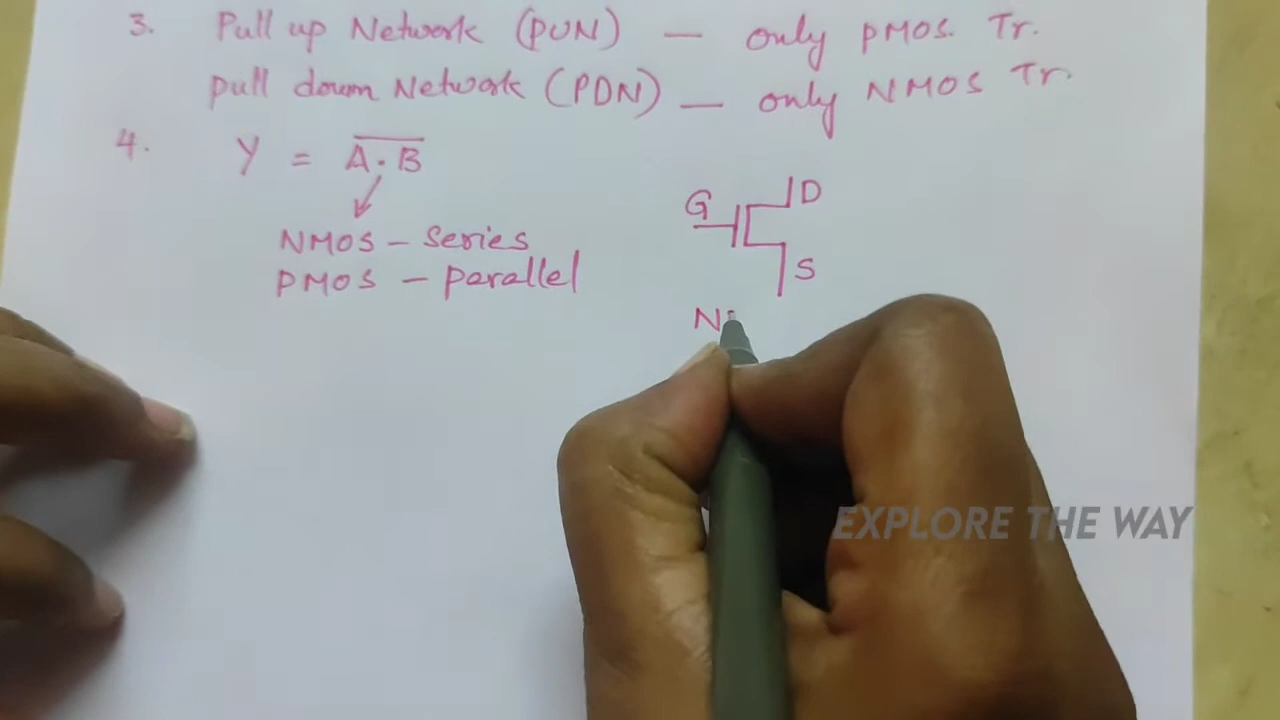 3. Pull up Network (PUN) — only PMOS. Tr.
Pull down Network (PDN) — only NMOS Tr.
4. Y = \overline{A . B}
NMOS - Series
PMOS - parallel
G
D
S
N
EXPLORE THE WAY